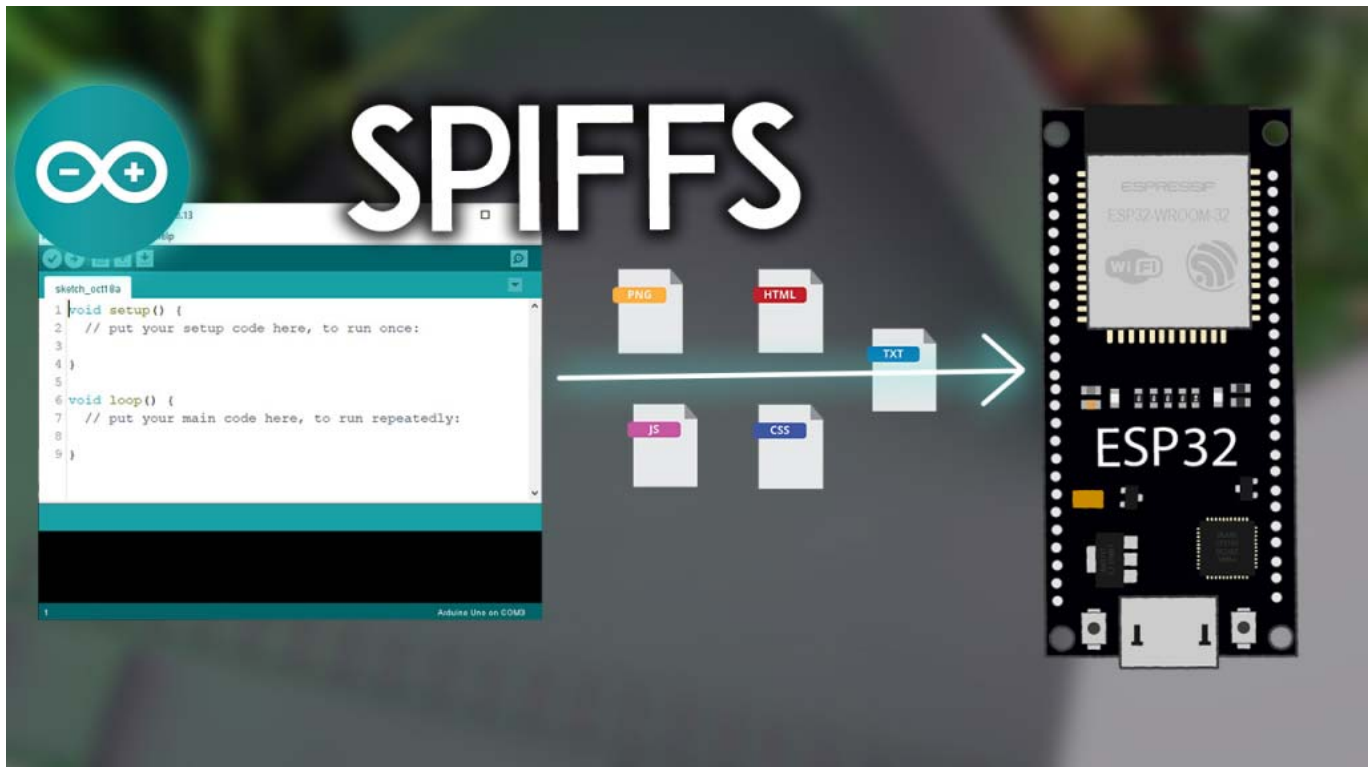 SPIFFS
sketch_oct18a
1 void setup() {
2 // put your setup code here, to run once:
3
4 }
5
6 void loop() {
7 // put your main code here, to run repeatedly:
8
9 }
1
Arduino Uno on COM3
PNG
HTML
TXT
JS
CSS
ESPRESSIF
ESP32-WROOM-32
WiFi
ESP32